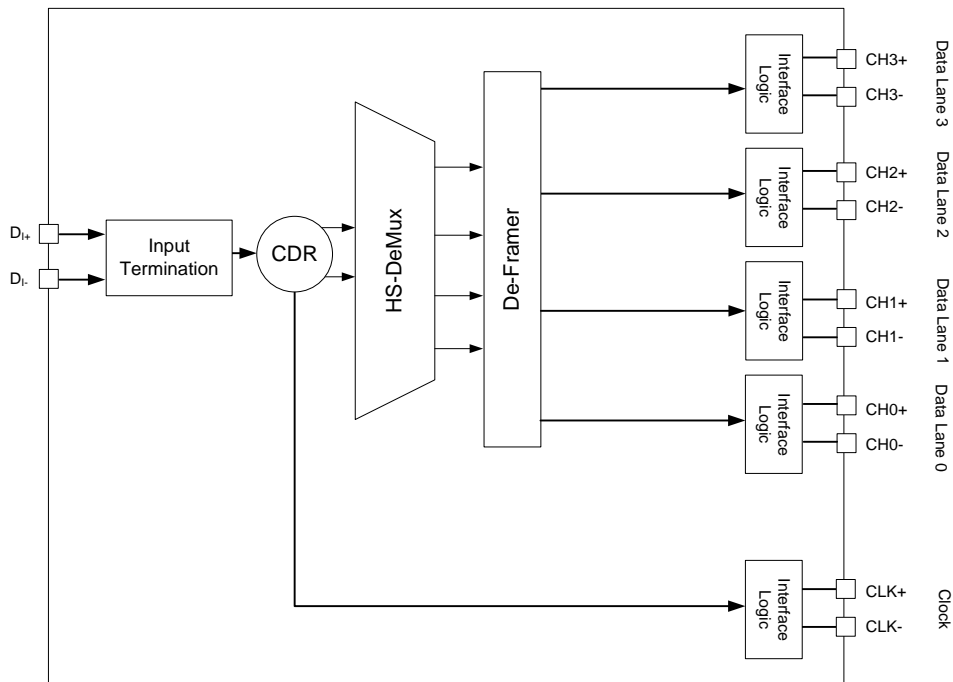 D_I+
D_I-
Input
Termination
CDR
HS-DeMux
De-Framer
Interface
Logic
CH3+
CH3-
Data Lane 3
Interface
Logic
CH2+
CH2-
Data Lane 2
Interface
Logic
CH1+
CH1-
Data Lane 1
Interface
Logic
CH0+
CH0-
Data Lane 0
Interface
Logic
CLK+
CLK-
Clock